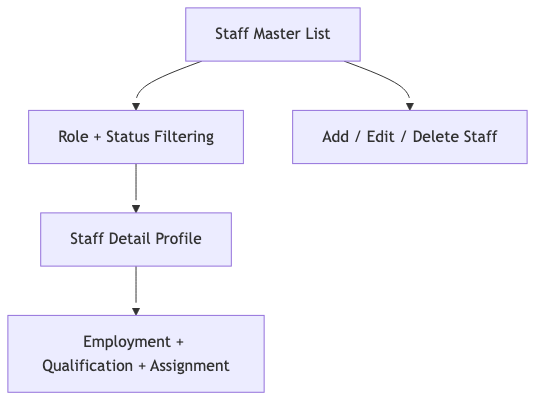 Staff Master List
Role + Status Filtering
Add / Edit / Delete Staff
Staff Detail Profile
Employment +
Qualification + Assignment